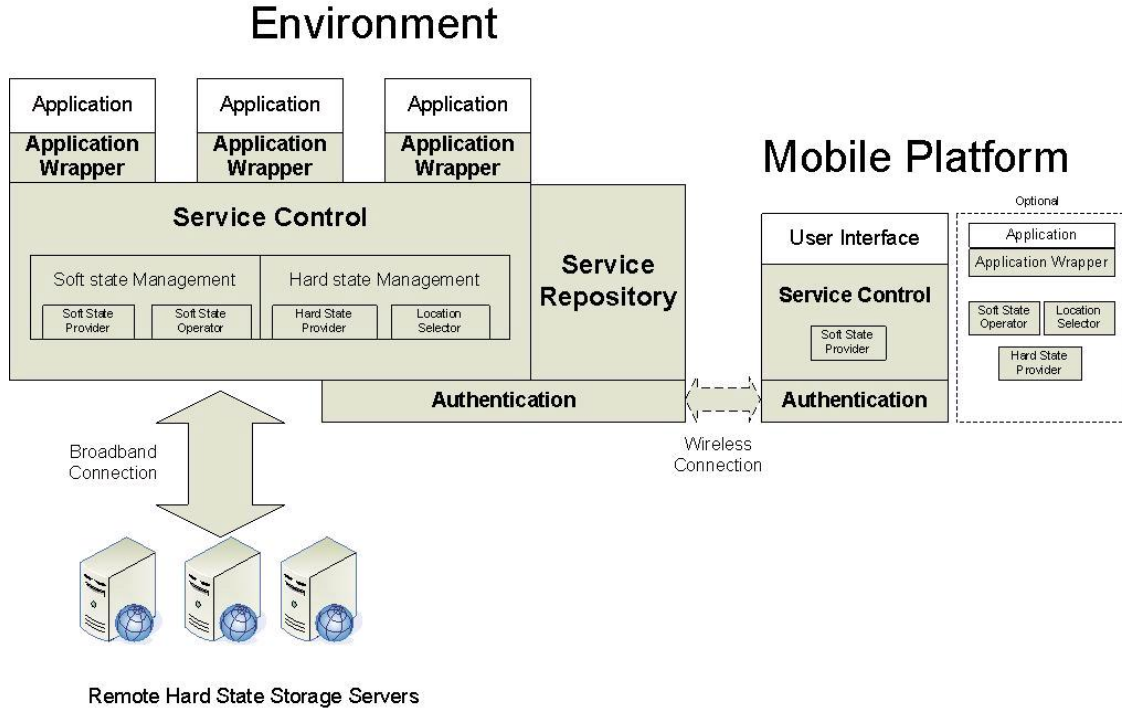 Environment
Application
Application
Application
Application
Wrapper
Application
Wrapper
Application
Wrapper
Service Control
Soft state Management
Hard state Management
Soft State
Provider
Soft State
Operator
Hard State
Provider
Location
Selector
Service
Repository
Authentication
Mobile Platform
User Interface
Service Control
Soft State
Provider
Authentication
Optional
Application
Application Wrapper
Soft State
Operator
Location
Selector
Hard State
Provider
Wireless
Connection
Broadband
Connection
Remote Hard State Storage Servers